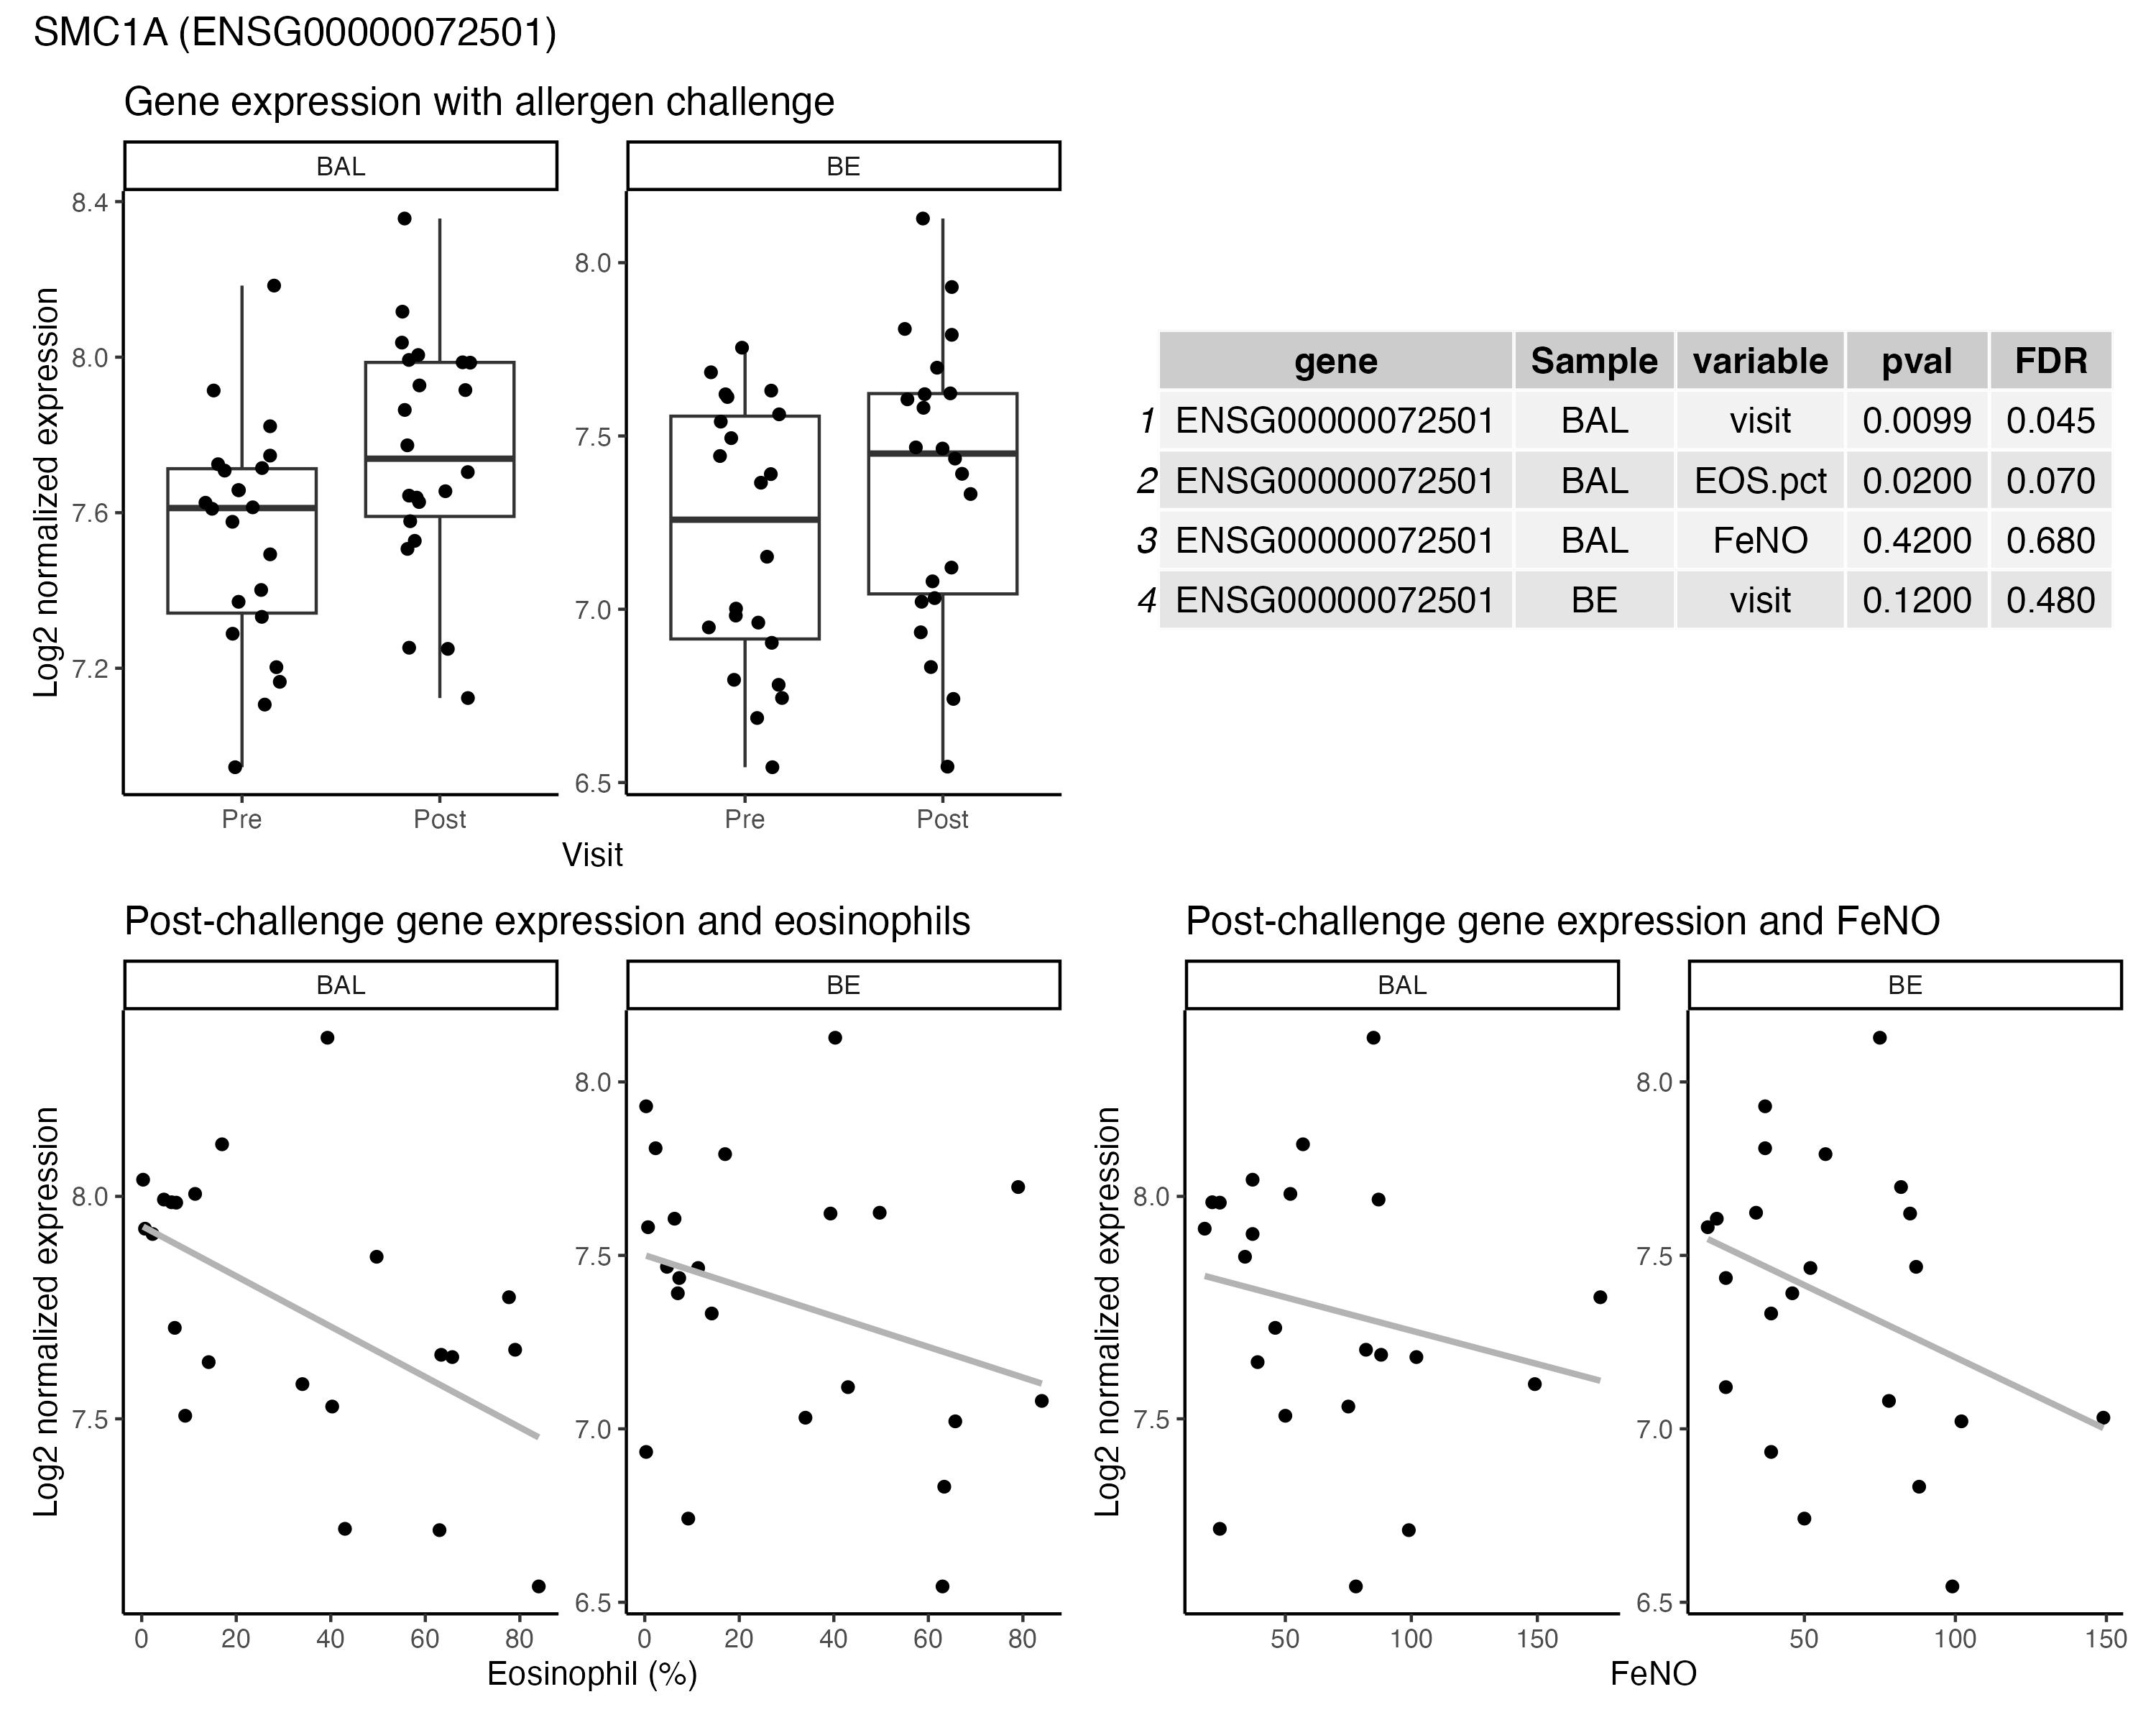 SMC1A (ENSG00000072501)
Gene expression with allergen challenge
BAL
BE
Log2 normalized expression
8.4
8.0
7.6
7.2
8.0
7.5
7.0
6.5
Pre
Post
Pre
Post
Visit
gene Sample variable pval FDR
1 ENSG00000072501 BAL visit 0.0099 0.045
2 ENSG00000072501 BAL EOS.pct 0.0200 0.070
3 ENSG00000072501 BAL FeNO 0.4200 0.680
4 ENSG00000072501 BE visit 0.1200 0.480
Post-challenge gene expression and eosinophils
BAL
BE
Log2 normalized expression
8.0
7.5
8.0
7.5
7.0
6.5
0 20 40 60 80
0 20 40 60 80
Eosinophil (%)
Post-challenge gene expression and FeNO
BAL
BE
Log2 normalized expression
8.0
7.5
8.0
7.5
7.0
6.5
50 100 150
50 100 150
FeNO